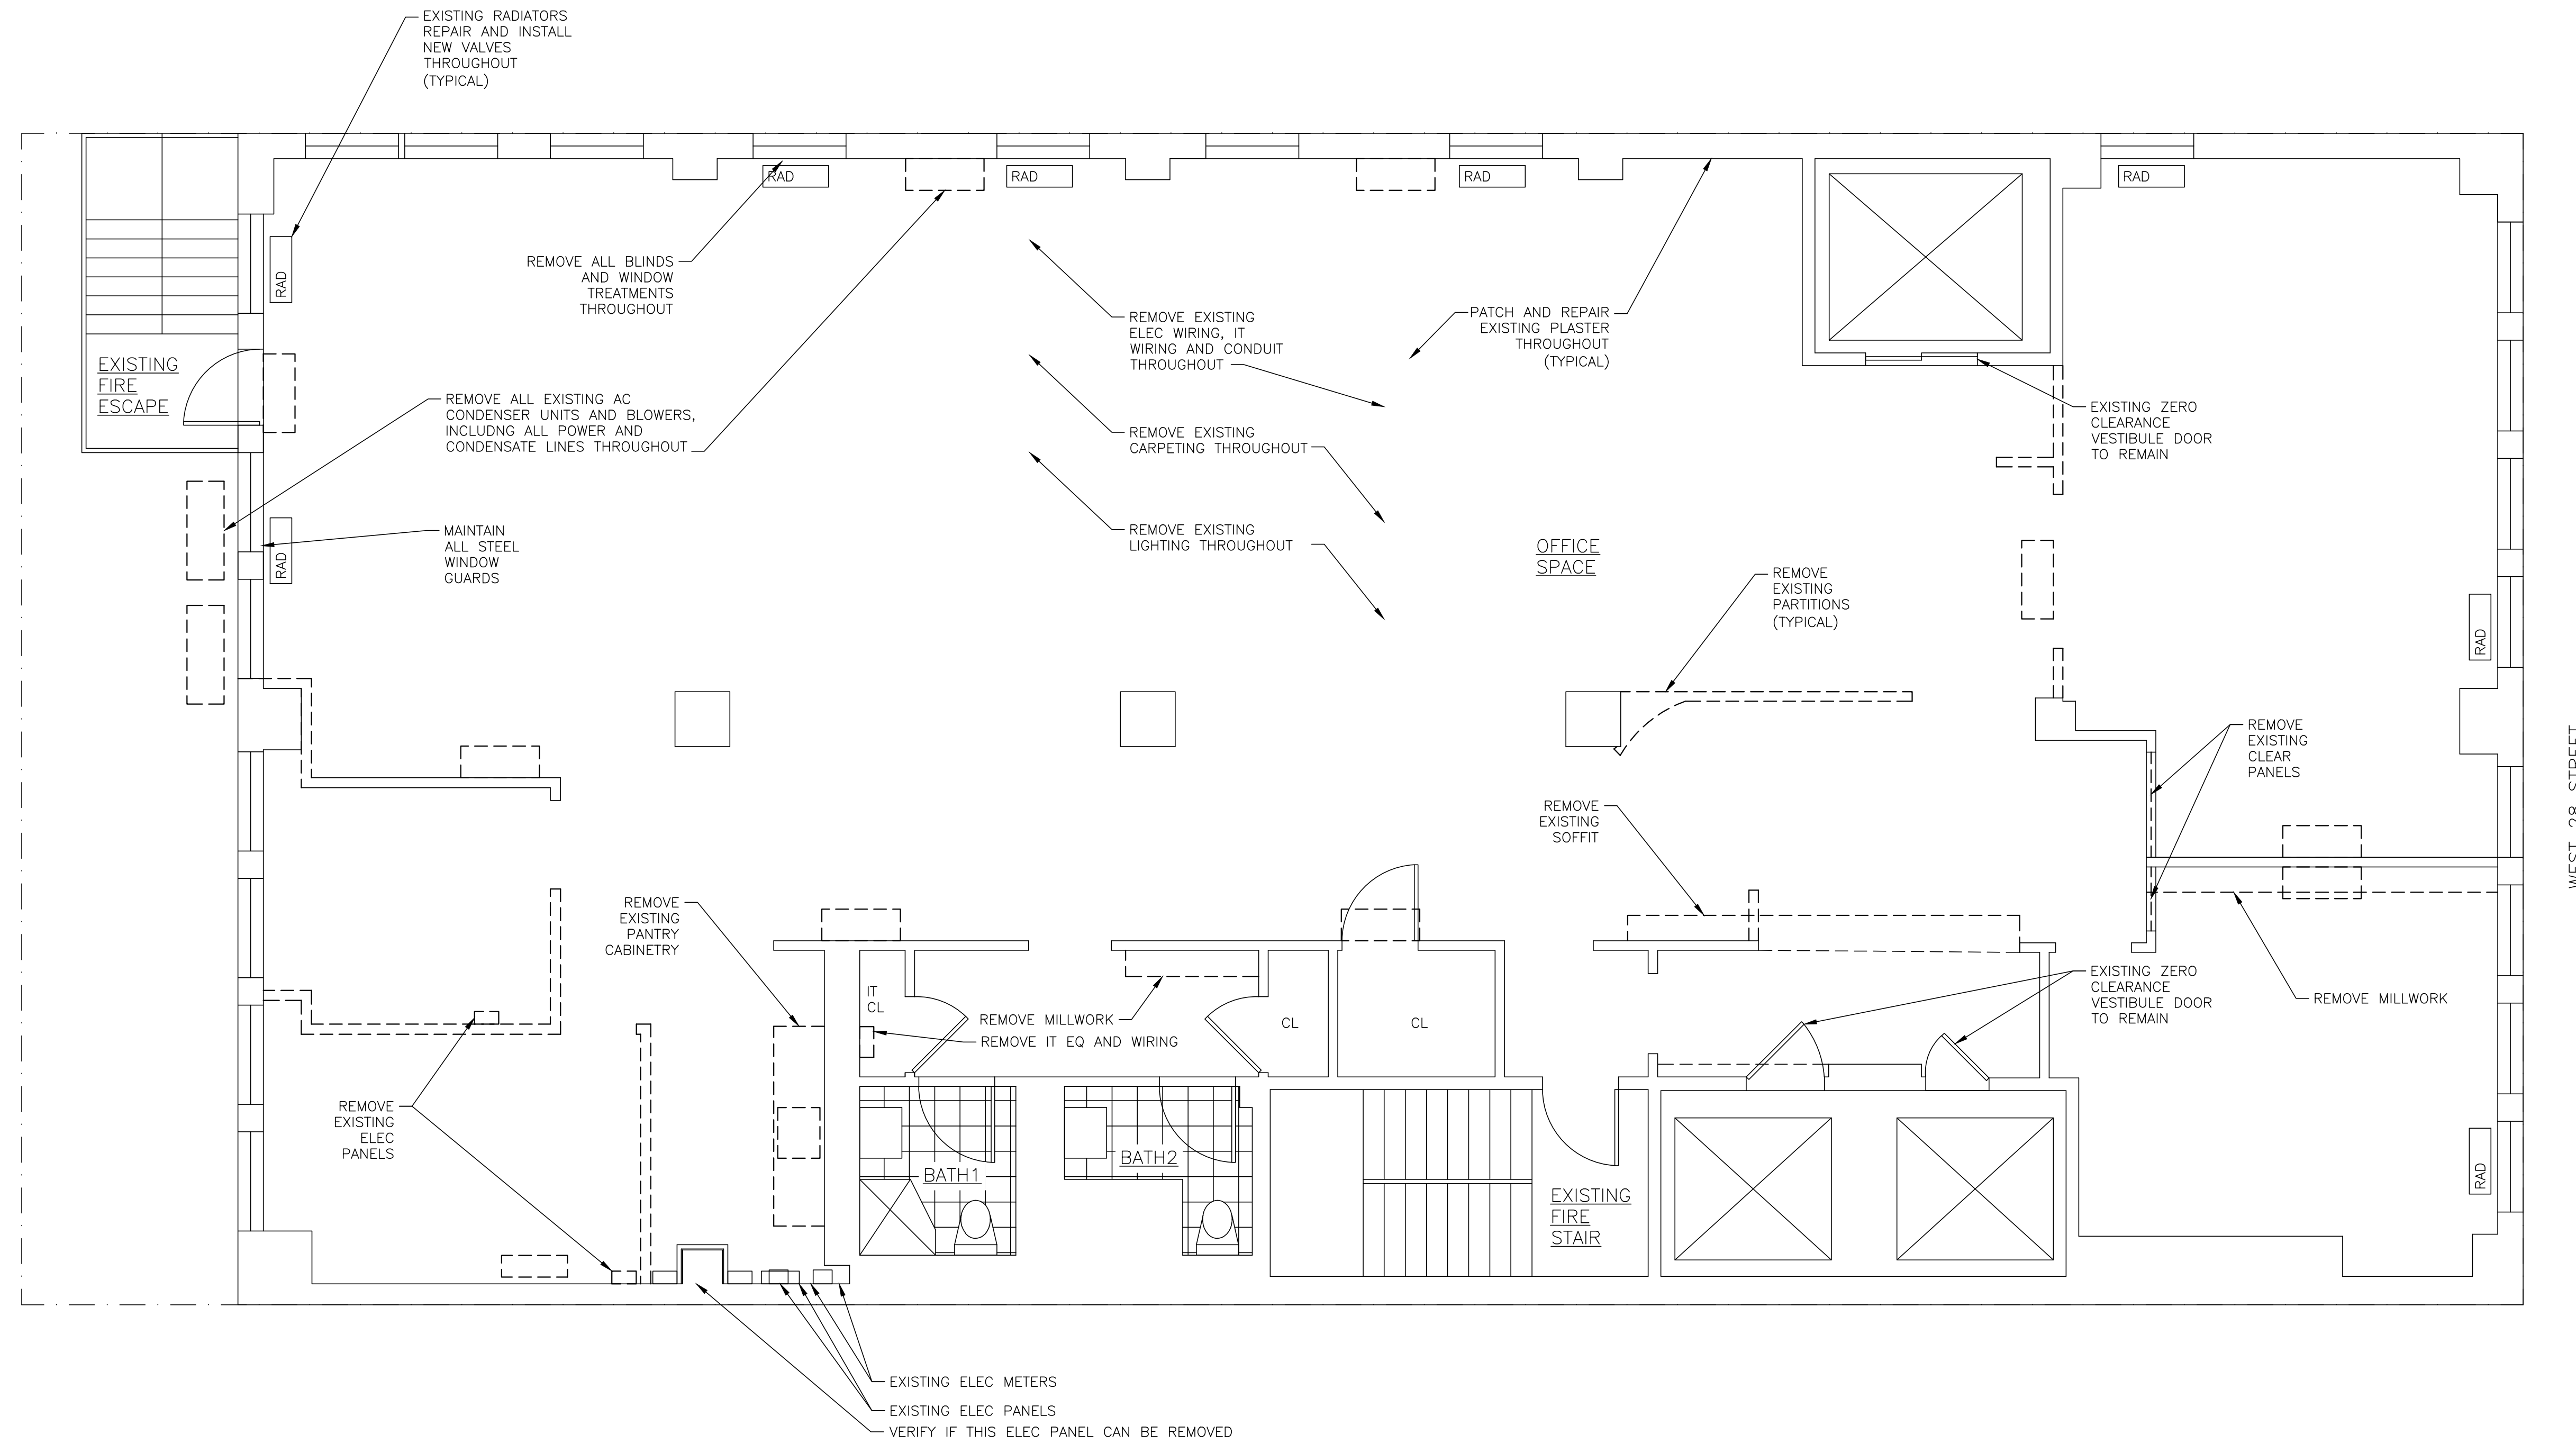 EXISTING RADIATORS
REPAIR AND INSTALL
NEW VALVES
THROUGHOUT
(TYPICAL)
RAD
RAD
RAD
RAD
RAD
REMOVE ALL BLINDS
AND WINDOW
TREATMENTS
THROUGHOUT
REMOVE EXISTING
ELEC WIRING, IT
WIRING AND CONDUIT
THROUGHOUT
PATCH AND REPAIR
EXISTING PLASTER
THROUGHOUT
(TYPICAL)
EXISTING
FIRE
ESCAPE
REMOVE ALL EXISTING AC
CONDENSER UNITS AND BLOWERS,
INCLUDNG ALL POWER AND
CONDENSATE LINES THROUGHOUT
REMOVE EXISTING
CARPETING THROUGHOUT
EXISTING ZERO
CLEARANCE
VESTIBULE DOOR
TO REMAIN
MAINTAIN
ALL STEEL
WINDOW
GUARDS
RAD
REMOVE EXISTING
LIGHTING THROUGHOUT
OFFICE
SPACE
REMOVE
EXISTING
PARTITIONS
(TYPICAL)
RAD
REMOVE
EXISTING
CLEAR
PANELS
WEST 28 STREET
REMOVE
EXISTING
SOFFIT
REMOVE
EXISTING
PANTRY
CABINETRY
IT
CL
REMOVE MILLWORK
REMOVE IT EQ AND WIRING
CL
CL
EXISTING ZERO
CLEARANCE
VESTIBULE DOOR
TO REMAIN
REMOVE MILLWORK
REMOVE
EXISTING
ELEC
PANELS
BATH1
BATH2
EXISTING
FIRE
STAIR
RAD
EXISTING ELEC METERS
EXISTING ELEC PANELS
VERIFY IF THIS ELEC PANEL CAN BE REMOVED